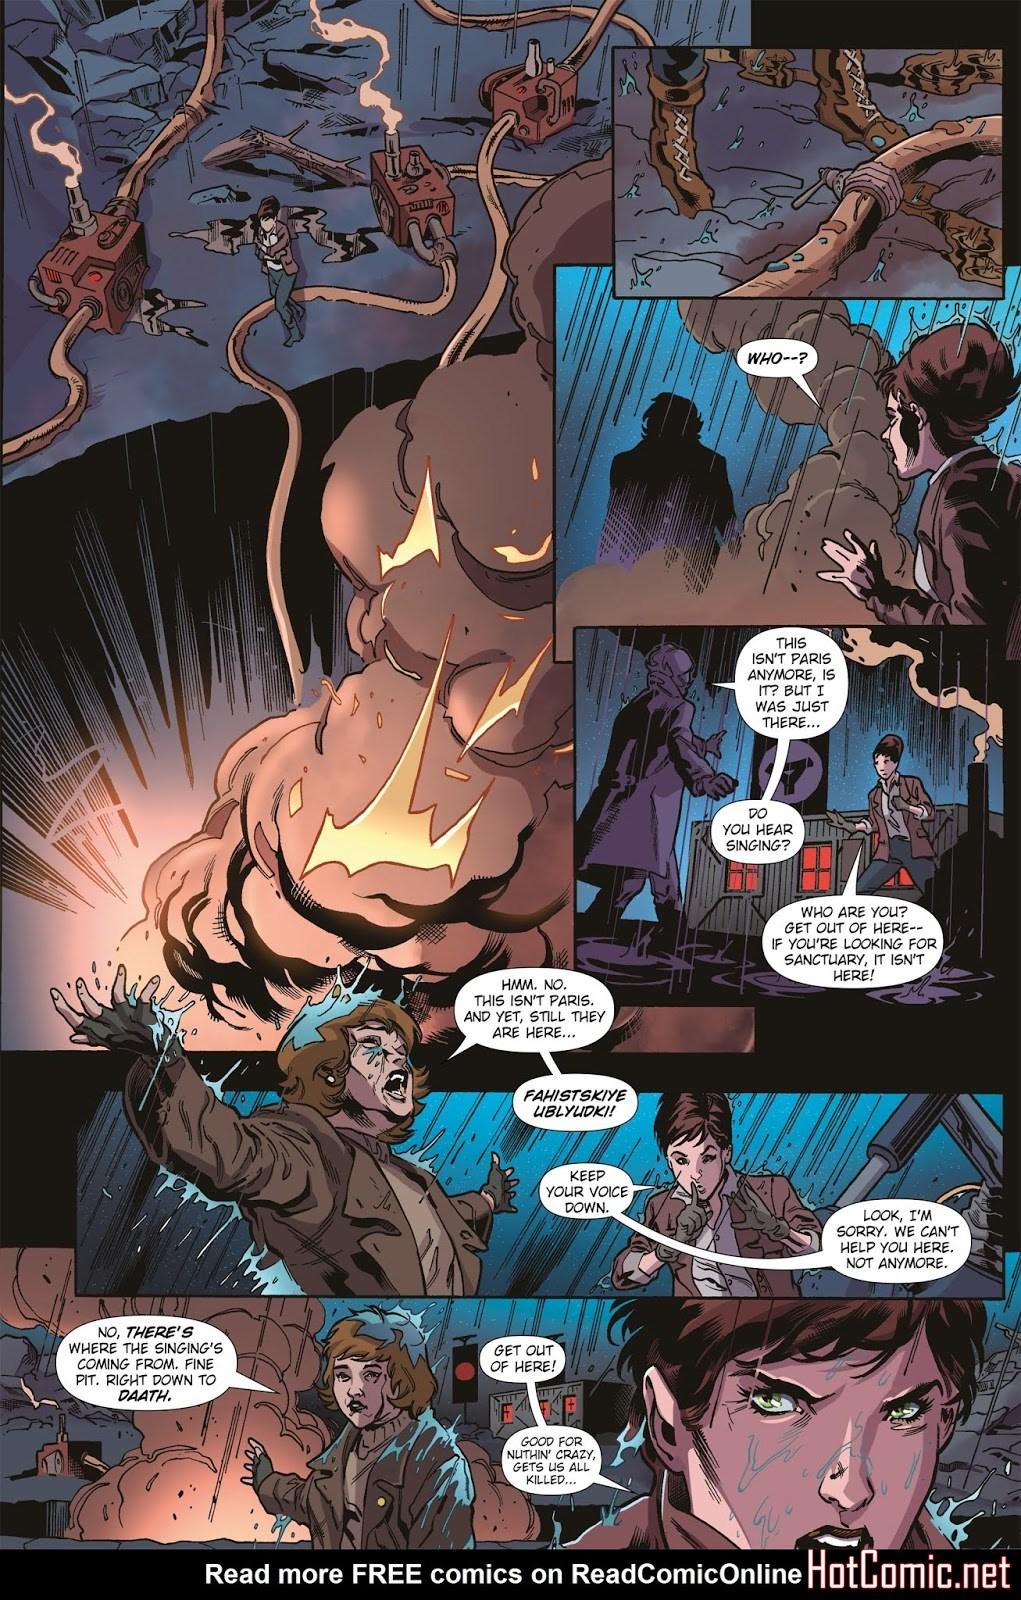 WHO--?
THIS
ISN'T PARIS
ANYMORE, IS
IT? BUT I
WAS JUST
THERE...
DO
YOU HEAR
SINGING?
WHO ARE YOU?
GET OUT OF HERE--
IF YOU'RE LOOKING FOR
SANCTUARY, IT ISN'T
HERE!
HMM. NO.
THIS ISN'T PARIS.
AND YET, STILL THEY
ARE HERE...
FAHISTSKIYE
UBLYUDKI!
KEEP
YOUR VOICE
DOWN.
LOOK, I'M
SORRY. WE CAN'T
HELP YOU HERE.
NOT ANYMORE.
NO, THERE'S
WHERE THE SINGING'S
COMING FROM. FINE
PIT. RIGHT DOWN TO
DAATH.
GET OUT
OF HERE!
GOOD FOR
NUTHIN' CRAZY,
GETS US ALL
KILLED...
Read more FREE comics on ReadComicOnline
HotComic.net